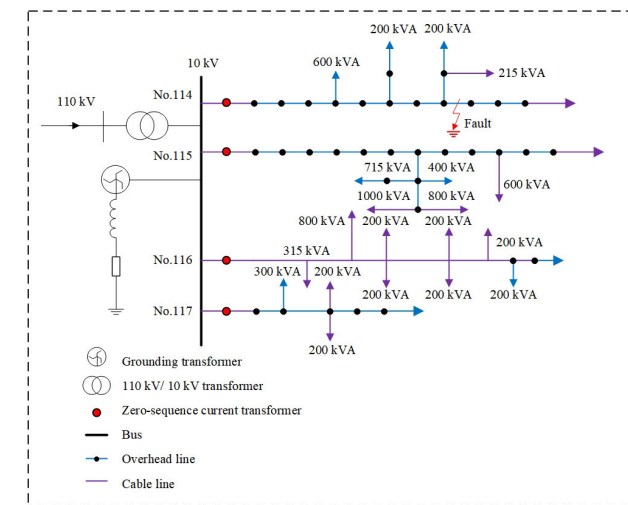 200 kVA 200 kVA
10 kV 600 kVA
215 kVA
110 kV No.114
Fault
No.115
715 kVA 400 kVA
600 kVA
1000 kVA 800 kVA
800 kVA 200 kVA 200 kVA
200 kVA
No.116 315 kVA
300 kVA 200 kVA
200 kVA 200 kVA 200 kVA
No.117
200 kVA
Grounding transformer
110 kV/ 10 kV transformer
Zero-sequence current transformer
Bus
Overhead line
Cable line